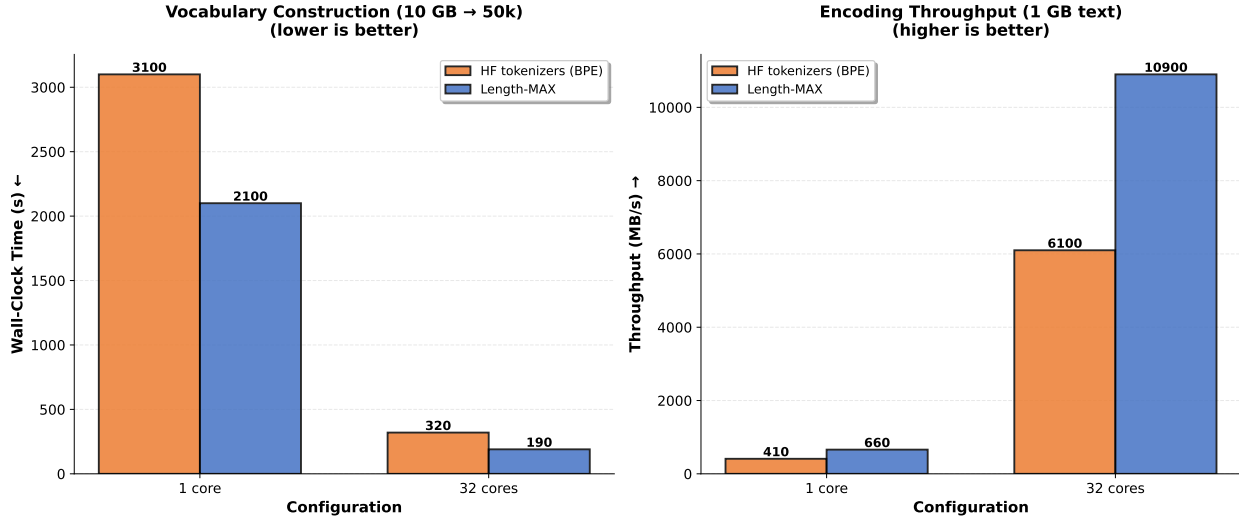 Vocabulary Construction (10 GB → 50k)
(lower is better)
HF tokenizers (BPE)
Length-MAX
Wall-Clock Time (s) ←
3000
2500
2000
1500
1000
500
0
3100
2100
320
190
1 core
32 cores
Configuration
Encoding Throughput (1 GB text)
(higher is better)
HF tokenizers (BPE)
Length-MAX
Throughput (MB/s) →
10000
8000
6000
4000
2000
0
410
660
6100
10900
1 core
32 cores
Configuration